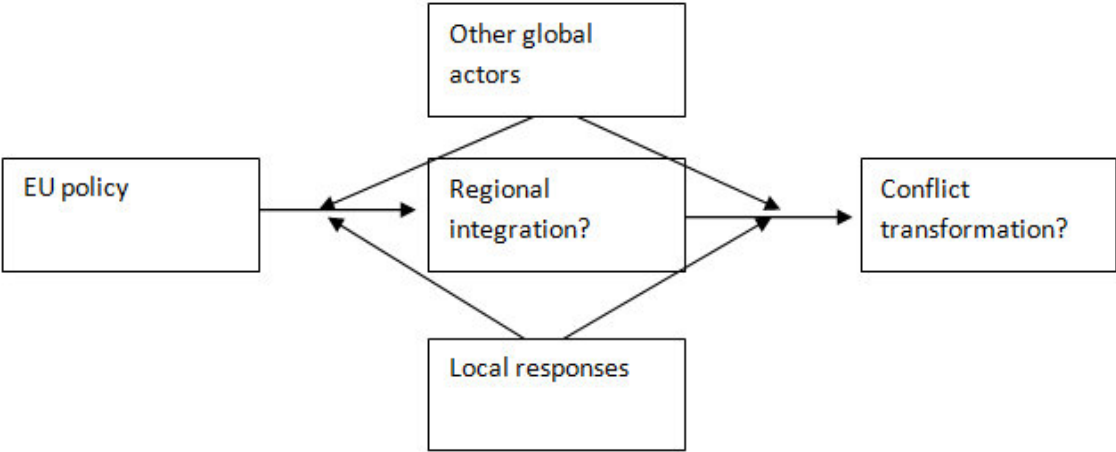 Other global
actors
EU policy
Regional
integration?
Conflict
transformation?
Local responses